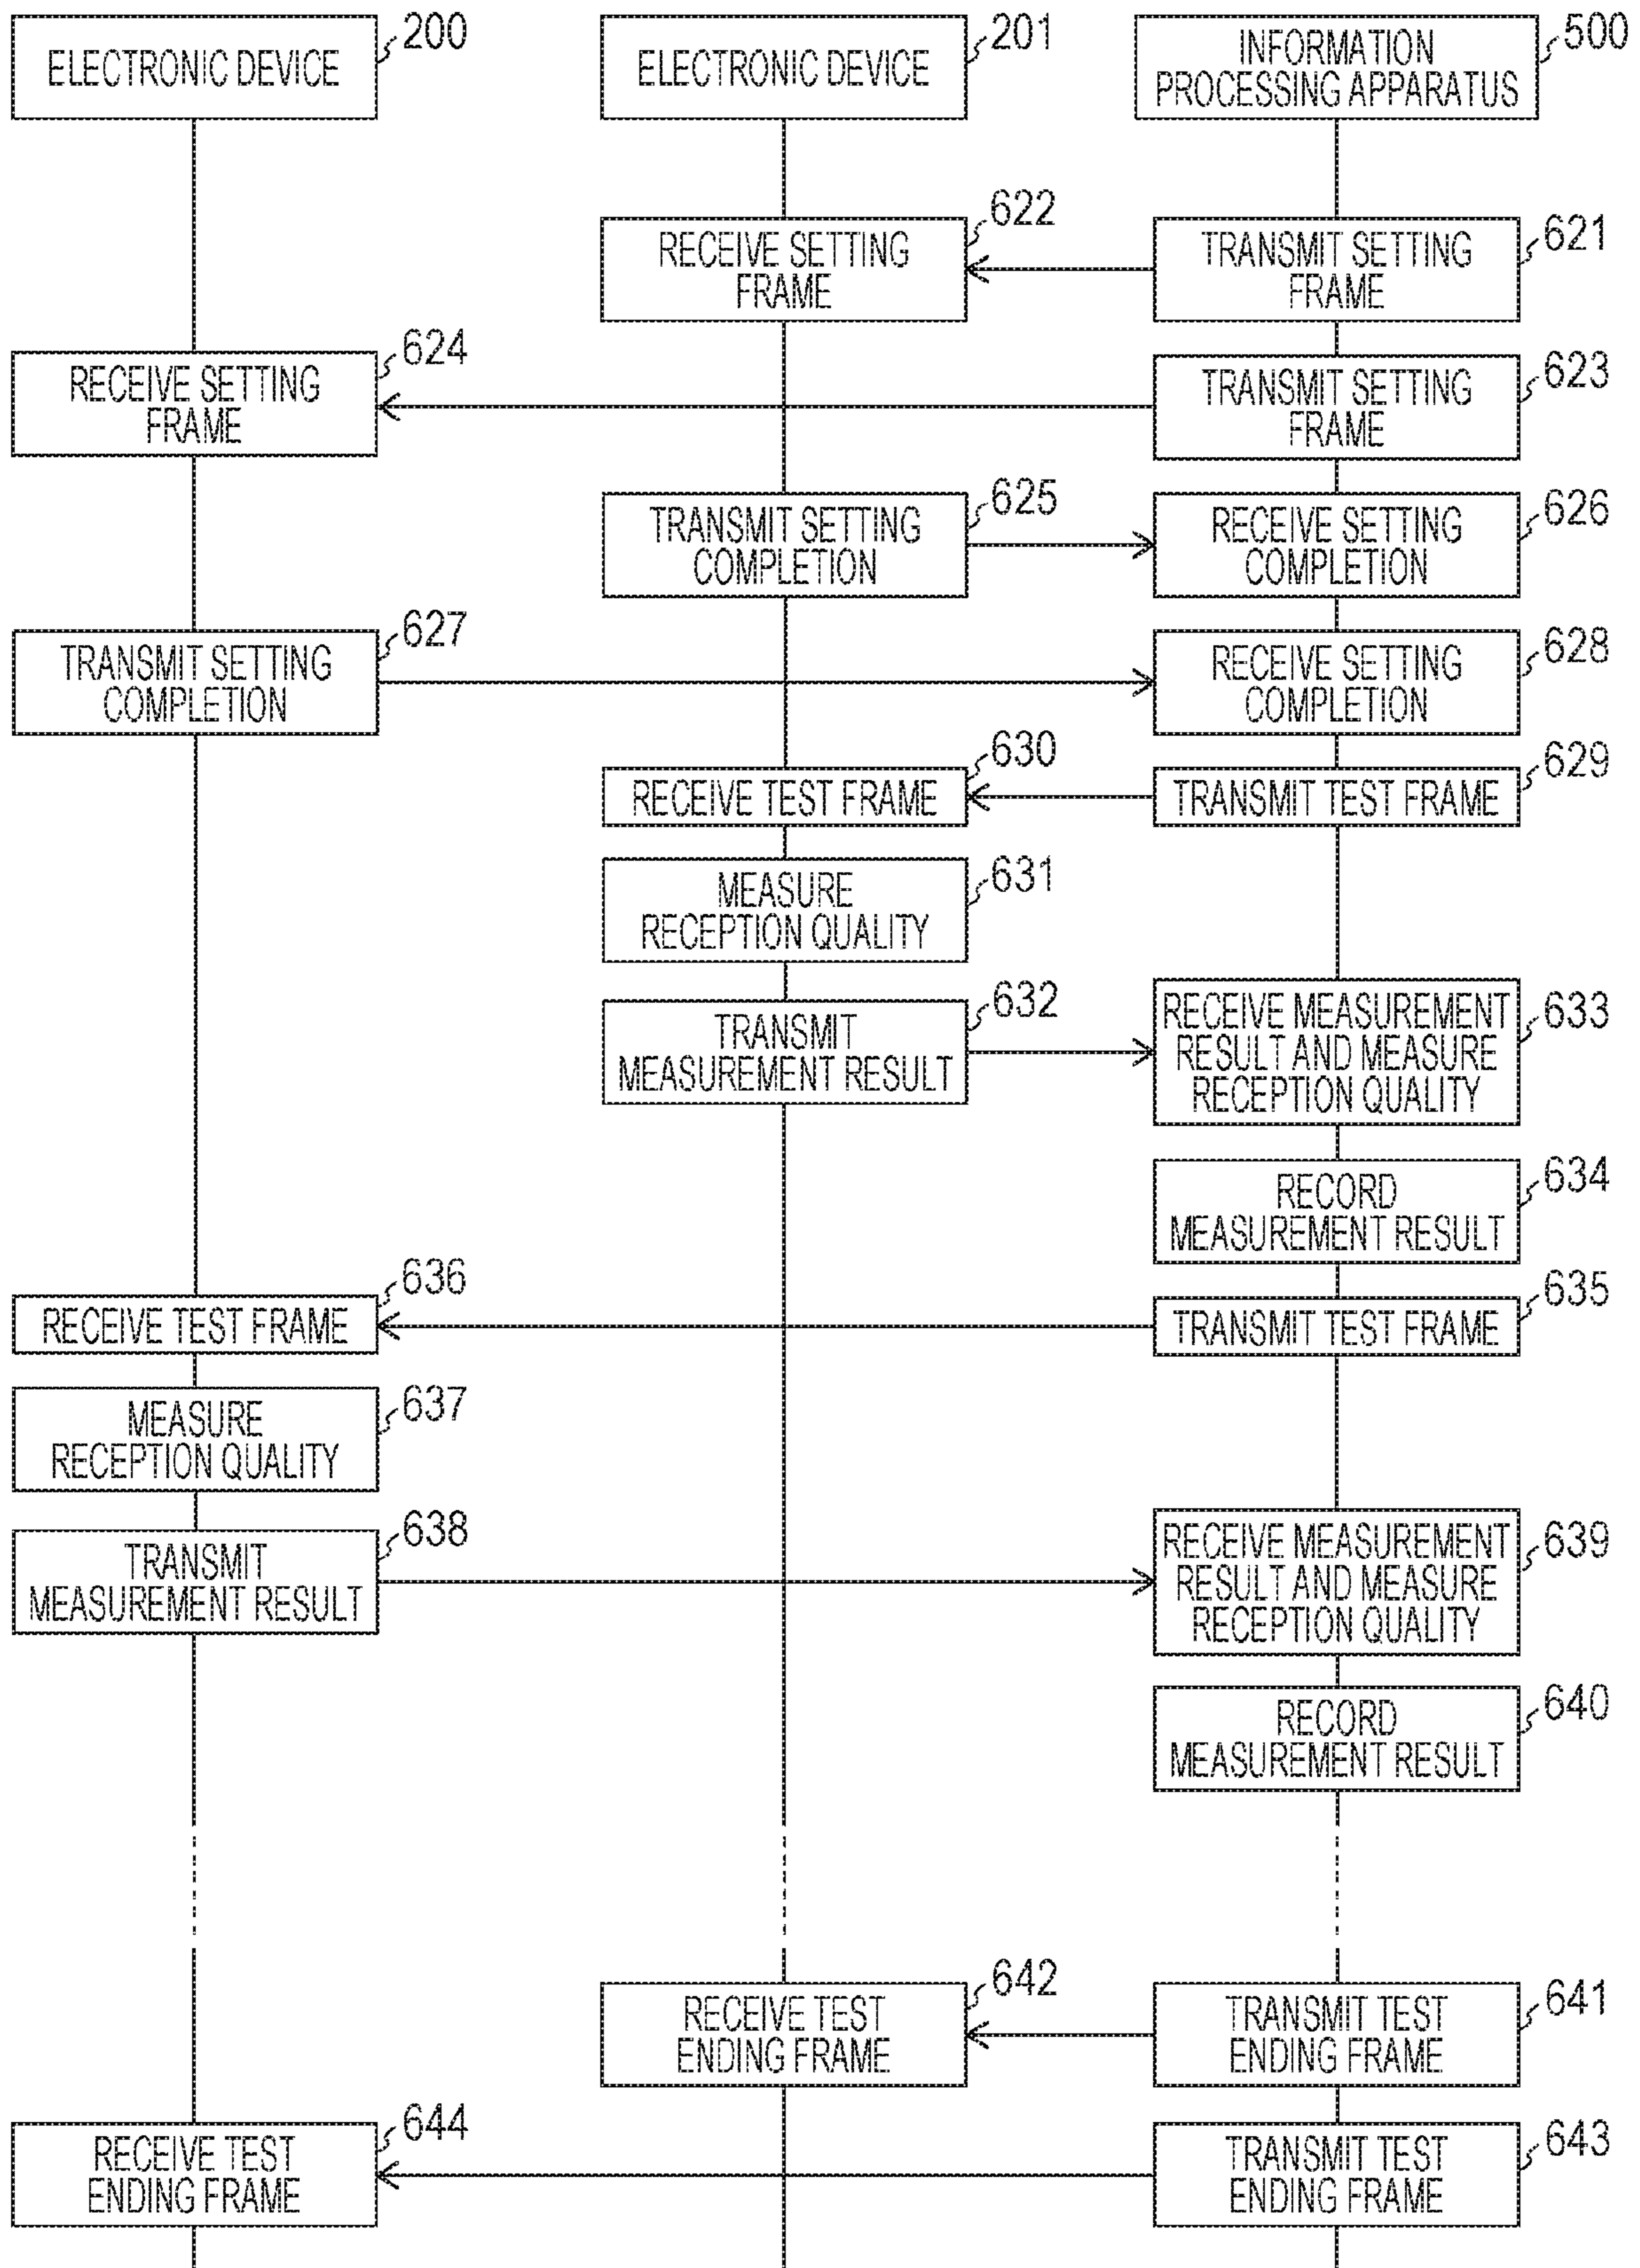 200
ELECTRONIC DEVICE
201
ELECTRONIC DEVICE
500
INFORMATION
PROCESSING APPARATUS
622
RECEIVE SETTING
FRAME
621
TRANSMIT SETTING
FRAME
624
RECEIVE SETTING
FRAME
623
TRANSMIT SETTING
FRAME
625
TRANSMIT SETTING
COMPLETION
626
RECEIVE SETTING
COMPLETION
627
TRANSMIT SETTING
COMPLETION
628
RECEIVE SETTING
COMPLETION
630
RECEIVE TEST FRAME
629
TRANSMIT TEST FRAME
631
MEASURE
RECEPTION QUALITY
632
TRANSMIT
MEASUREMENT RESULT
633
RECEIVE MEASUREMENT
RESULT AND MEASURE
RECEPTION QUALITY
634
RECORD
MEASUREMENT RESULT
636
RECEIVE TEST FRAME
635
TRANSMIT TEST FRAME
637
MEASURE
RECEPTION QUALITY
638
TRANSMIT
MEASUREMENT RESULT
639
RECEIVE MEASUREMENT
RESULT AND MEASURE
RECEPTION QUALITY
640
RECORD
MEASUREMENT RESULT
642
RECEIVE TEST
ENDING FRAME
641
TRANSMIT TEST
ENDING FRAME
644
RECEIVE TEST
ENDING FRAME
643
TRANSMIT TEST
ENDING FRAME